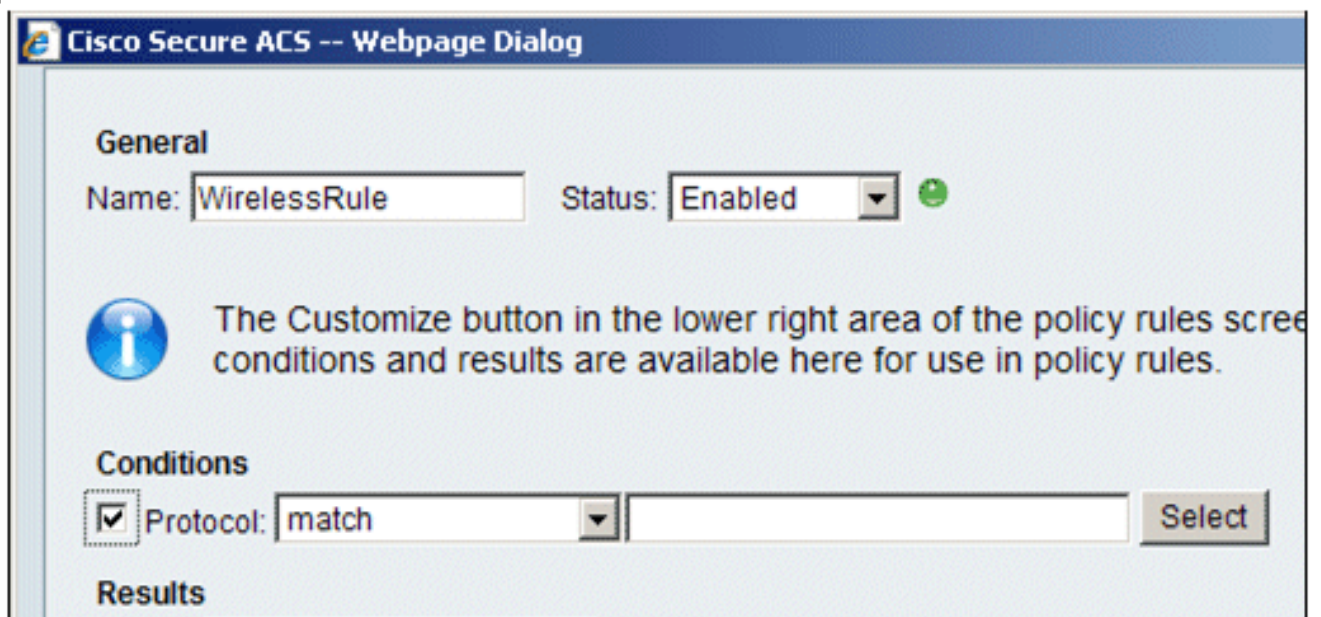 Cisco Secure ACS -- Webpage Dialog
General
Name: WirelessRule Status: Enabled
The Customize button in the lower right area of the policy rules scree
conditions and results are available here for use in policy rules.
Conditions
Protocol: match Select
Results